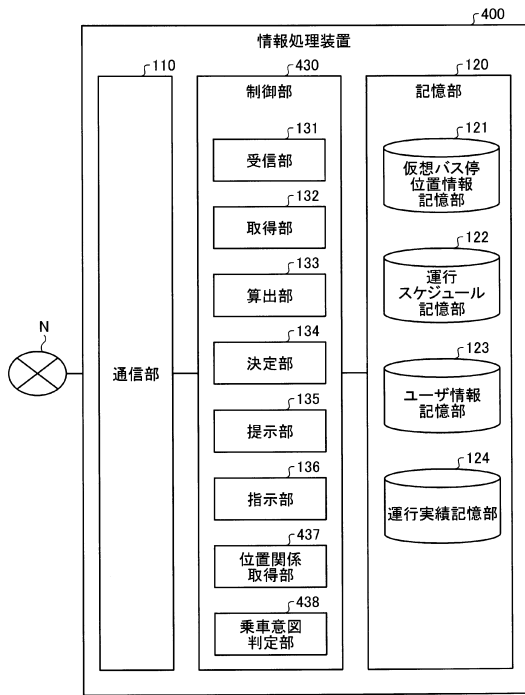 400
情報処理装置
110
通信部
430
制御部
131
受信部
132
取得部
133
算出部
134
決定部
135
提示部
136
指示部
437
位置関係
取得部
438
乗車意図
判定部
120
記憶部
121
仮想バス停
位置情報
記憶部
122
運行
スケジュール
記憶部
123
ユーザ情報
記憶部
124
運行実績記憶部
N